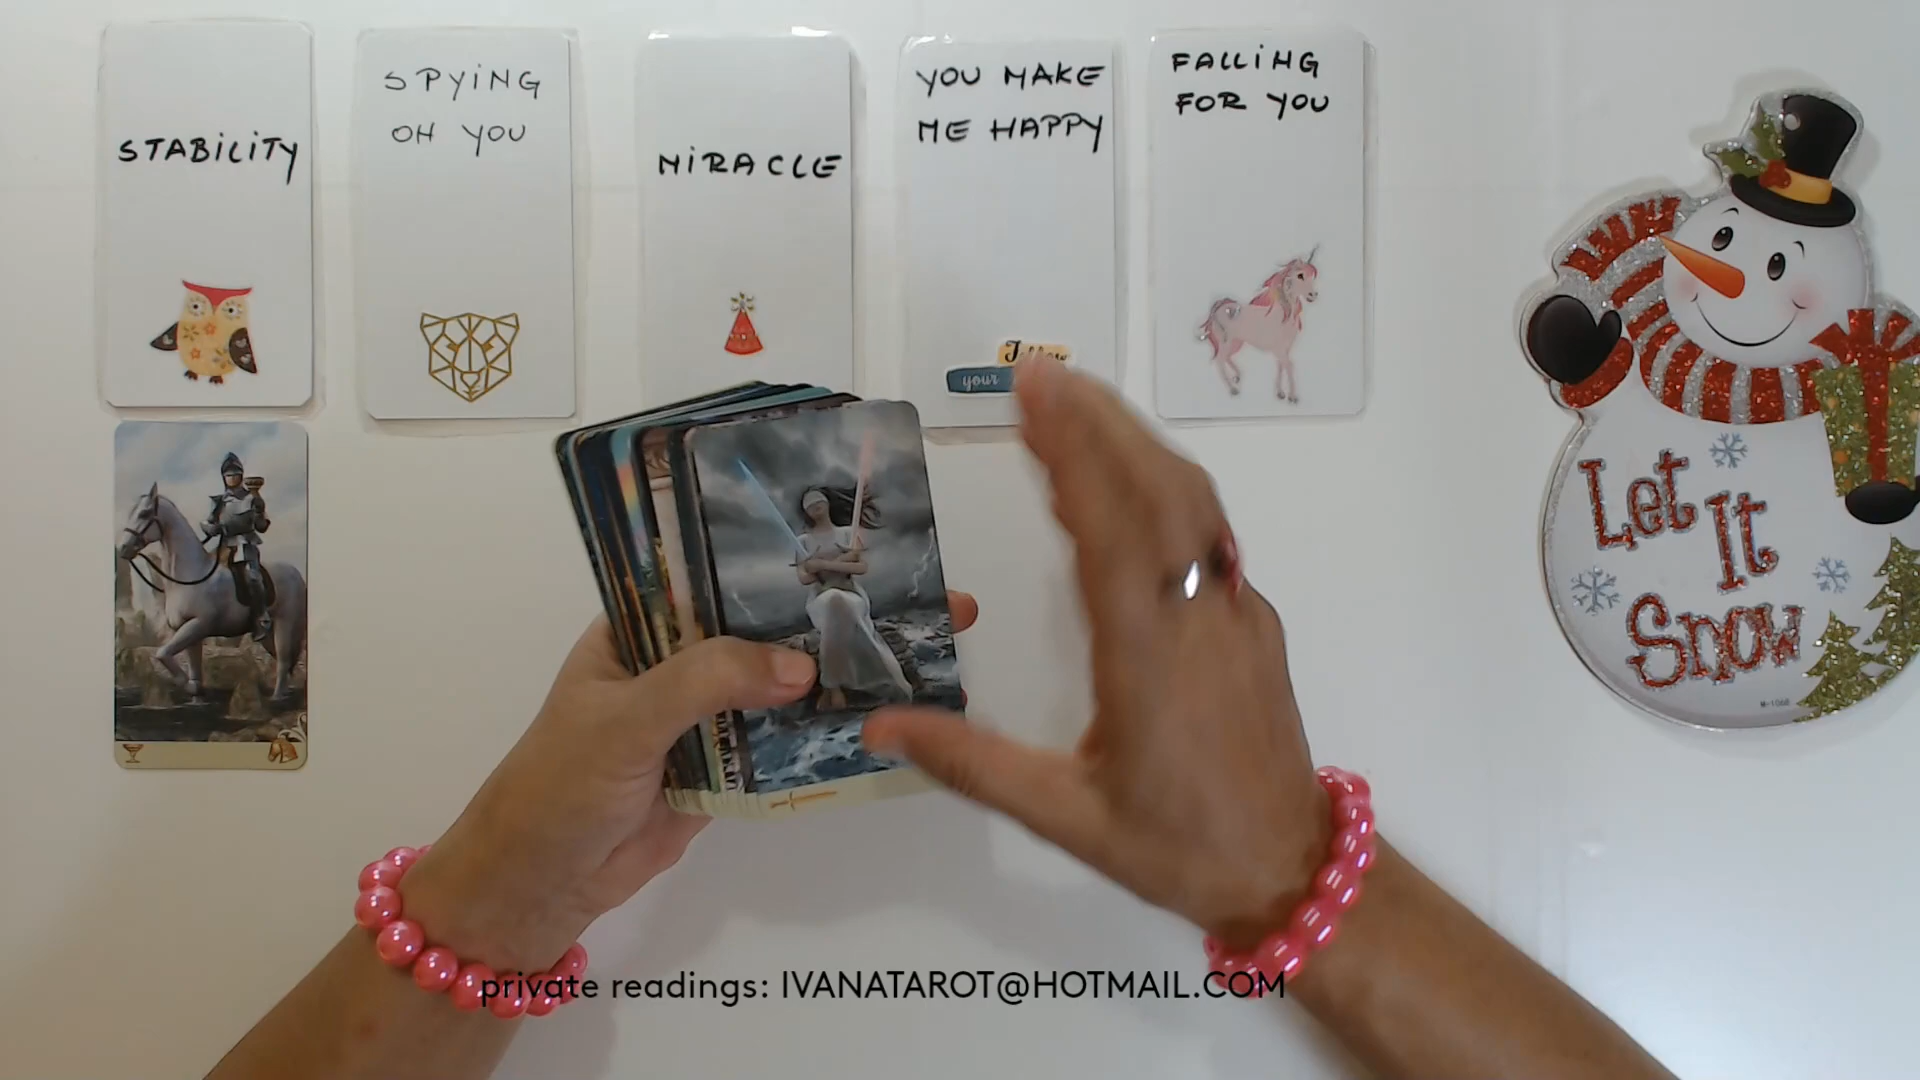 STABILITY
SPYING
ON YOU
MIRACLE
YOU MAKE
ME HAPPY
your
FALLING
FOR YOU
Let
It
Snow
private readings: IVANATAROT@HOTMAIL.COM